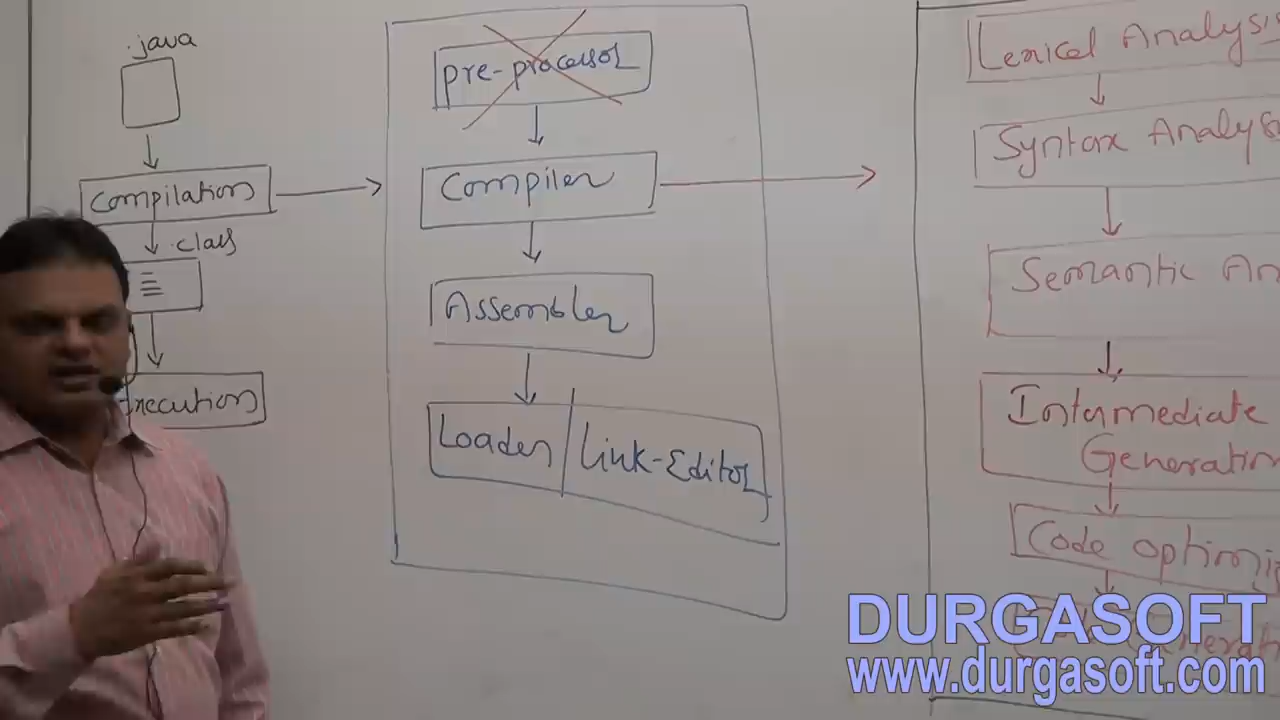 .java
Compilation
.class
Execution
pre-processor
Compiler
Assembler
Loader Link-Editor
Lexical Analysis
Syntax Analysis
Semantic An
Intermediate
Generation
Code optimi
DURGASOFT
www.durgasoft.com